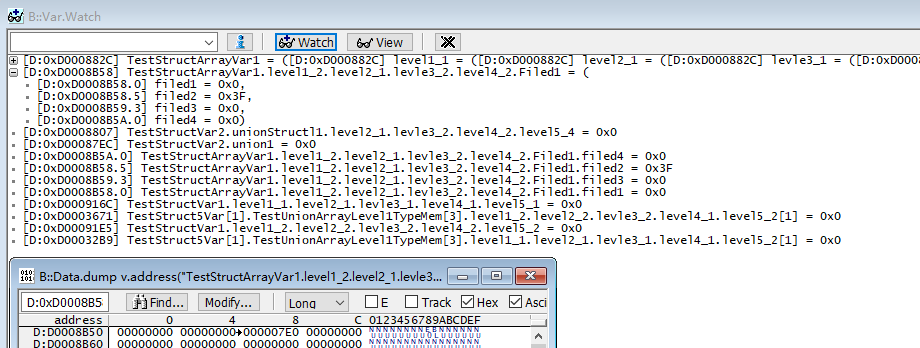 B::Var.Watch
Watch View
[D:0xD000882C] TestStructArrayVar1 = ([D:0xD000882C] level1_1 = ([D:0xD000882C] level2_1 = ([D:0xD000882C] levle3_1 = ([D:0xD000
[D:0xD0008B58] TestStructArrayVar1.level1_2.level2_1.levle3_2.level4_2.Filed1 = (
[D:0xD0008B58.0] filed1 = 0x0,
[D:0xD0008B58.5] filed2 = 0x3F,
[D:0xD0008B59.3] filed3 = 0x0,
[D:0xD0008B5A.0] filed4 = 0x0)
[D:0xD0008807] TestStructVar2.unionStructl1.level2_1.levle3_2.level4_2.level5_4 = 0x0
[D:0xD00087EC] TestStructVar2.union1 = 0x0
[D:0xD0008B5A.0] TestStructArrayVar1.level1_2.level2_1.levle3_2.level4_2.Filed1.filed4 = 0x0
[D:0xD0008B58.5] TestStructArrayVar1.level1_2.level2_1.levle3_2.level4_2.Filed1.filed2 = 0x3F
[D:0xD0008B59.3] TestStructArrayVar1.level1_2.level2_1.levle3_2.level4_2.Filed1.filed3 = 0x0
[D:0xD0008B58.0] TestStructArrayVar1.level1_2.level2_1.levle3_2.level4_2.Filed1.filed1 = 0x0
[D:0xD000916C] TestStructVar1.level1_1.level2_1.levle3_1.level4_1.level5_1 = 0x0
[D:0xD0003671] TestStruct5Var[1].TestUnionArrayLevel1TypeMem[3].level1_2.level2_2.levle3_2.level4_1.level5_2[1] = 0x0
[D:0xD00091E5] TestStructVar1.level1_2.level2_2.levle3_2.level4_2.level5_2 = 0x0
[D:0xD00032B9] TestStruct5Var[1].TestUnionArrayLevel1TypeMem[3].level1_1.level2_1.levle3_1.level4_1.level5_2[1] = 0x0
B::Data.dump v.address("TestStructArrayVar1.level1_2.level2_1.levle3...
D:0xD0008B5 Find... Modify... Long E Track Hex Asci
address 0 4 8 C 0123456789ABCDEF
D:D0008B50 00000000 00000000 000007E0 00000000
D:D0008B60 00000000 00000000 00000000 00000000